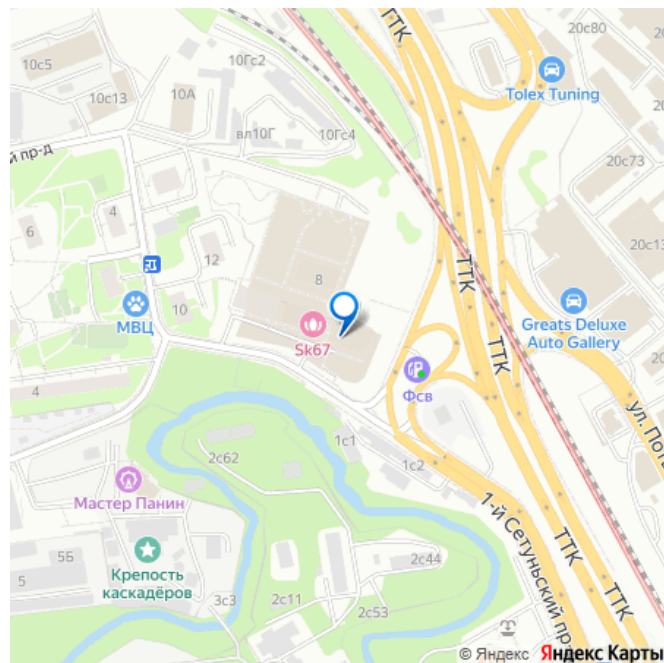 ТТК
20с80
10Гс2
10с5
Tolex Tuning
10с13
10А
вл10Г
10Гс4
й пр-д
20с73
4
6
12
20с13
8
ТТК
МВЦ
10
Sk67
Greats Deluxe
Auto Gallery
ТТК
Фсв
4
ул. Поте
1с1
2с62
1с2
Мастер Панин
1-й Сетуньский пр
ТТК
5Б
2с44
5
Крепость
каскадёров
ТТК
3с3
2с11
2с53
© Яндекс Яндекс Карты